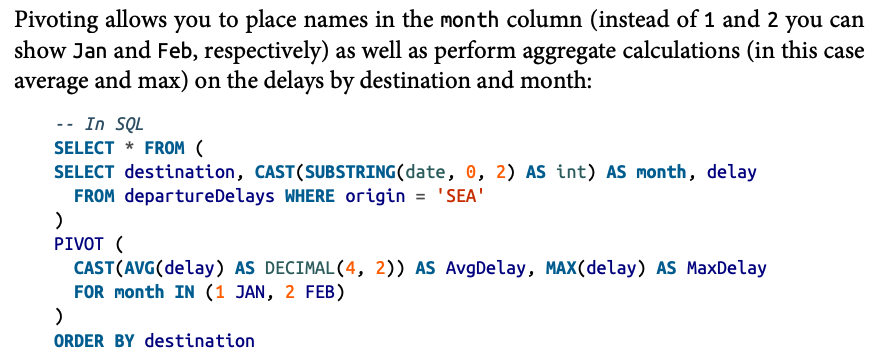 Pivoting allows you to place names in the month column (instead of 1 and 2 you can
show Jan and Feb, respectively) as well as perform aggregate calculations (in this case
average and max) on the delays by destination and month:
-- In SQL
SELECT * FROM (
SELECT destination, CAST(SUBSTRING(date, 0, 2) AS int) AS month, delay
  FROM departureDelays WHERE origin = 'SEA'
)
PIVOT (
  CAST(AVG(delay) AS DECIMAL(4, 2)) AS AvgDelay, MAX(delay) AS MaxDelay
  FOR month IN (1 JAN, 2 FEB)
)
ORDER BY destination